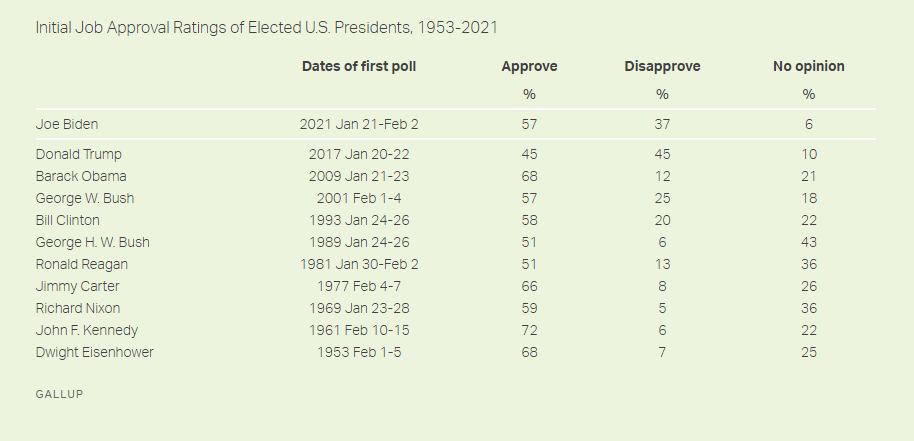 Initial Job Approval Ratings of Elected U.S. Presidents, 1953-2021
Dates of first poll Approve Disapprove No opinion
% % %
Joe Biden 2021 Jan 21-Feb 2 57 37 6
Donald Trump 2017 Jan 20-22 45 45 10
Barack Obama 2009 Jan 21-23 68 12 21
George W. Bush 2001 Feb 1-4 57 25 18
Bill Clinton 1993 Jan 24-26 58 20 22
George H. W. Bush 1989 Jan 24-26 51 6 43
Ronald Reagan 1981 Jan 30-Feb 2 51 13 36
Jimmy Carter 1977 Feb 4-7 66 8 26
Richard Nixon 1969 Jan 23-28 59 5 36
John F. Kennedy 1961 Feb 10-15 72 6 22
Dwight Eisenhower 1953 Feb 1-5 68 7 25
GALLUP